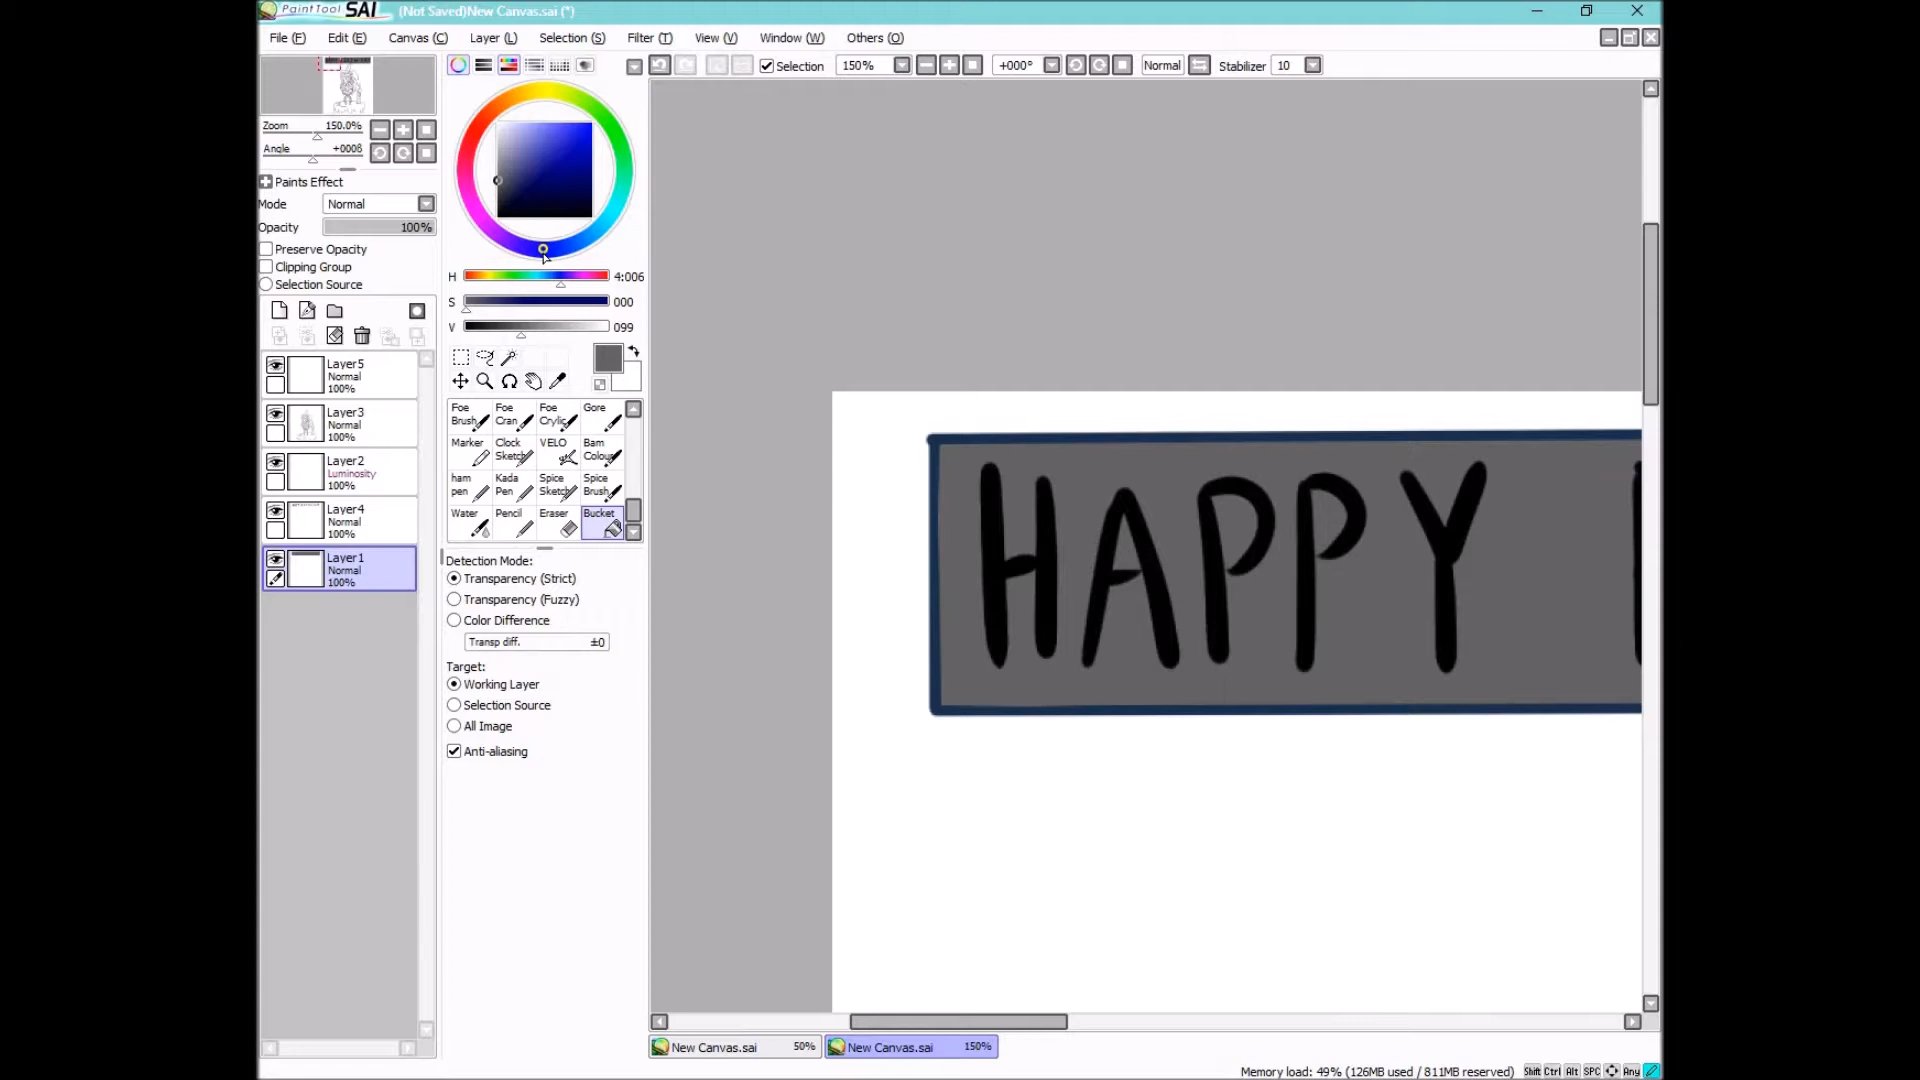 PaintTool SAI (Not Saved)New Canvas.sai (*)
File (F) Edit (E) Canvas (C) Layer (L) Selection (S) Filter (T) View (V) Window (W) Others (O)
Selection 150% +000° Normal Stabilizer 10
Zoom 150.0%
Angle +000ß
Paints Effect
Mode Normal
Opacity 100%
Preserve Opacity
Clipping Group
Selection Source
Layer5
Normal
100%
Layer3
Normal
100%
Layer2
Luminosity
100%
Layer4
Normal
100%
Layer1
Normal
100%
H 4:006
S 000
V 099
Foe Brush Foe Cran Foe Crylic Gore
Marker Clock Sketch VELO Bam Colou
ham pen Kada Pen Spice Sketch Spice Brush
Water Pencil Eraser Bucket
Detection Mode:
Transparency (Strict)
Transparency (Fuzzy)
Color Difference
Transp diff. ±0
Target:
Working Layer
Selection Source
All Image
Anti-aliasing
HAPPY
New Canvas.sai 50% New Canvas.sai 150%
Memory load: 49% (126MB used / 811MB reserved) Shift Ctrl Alt SPC Any